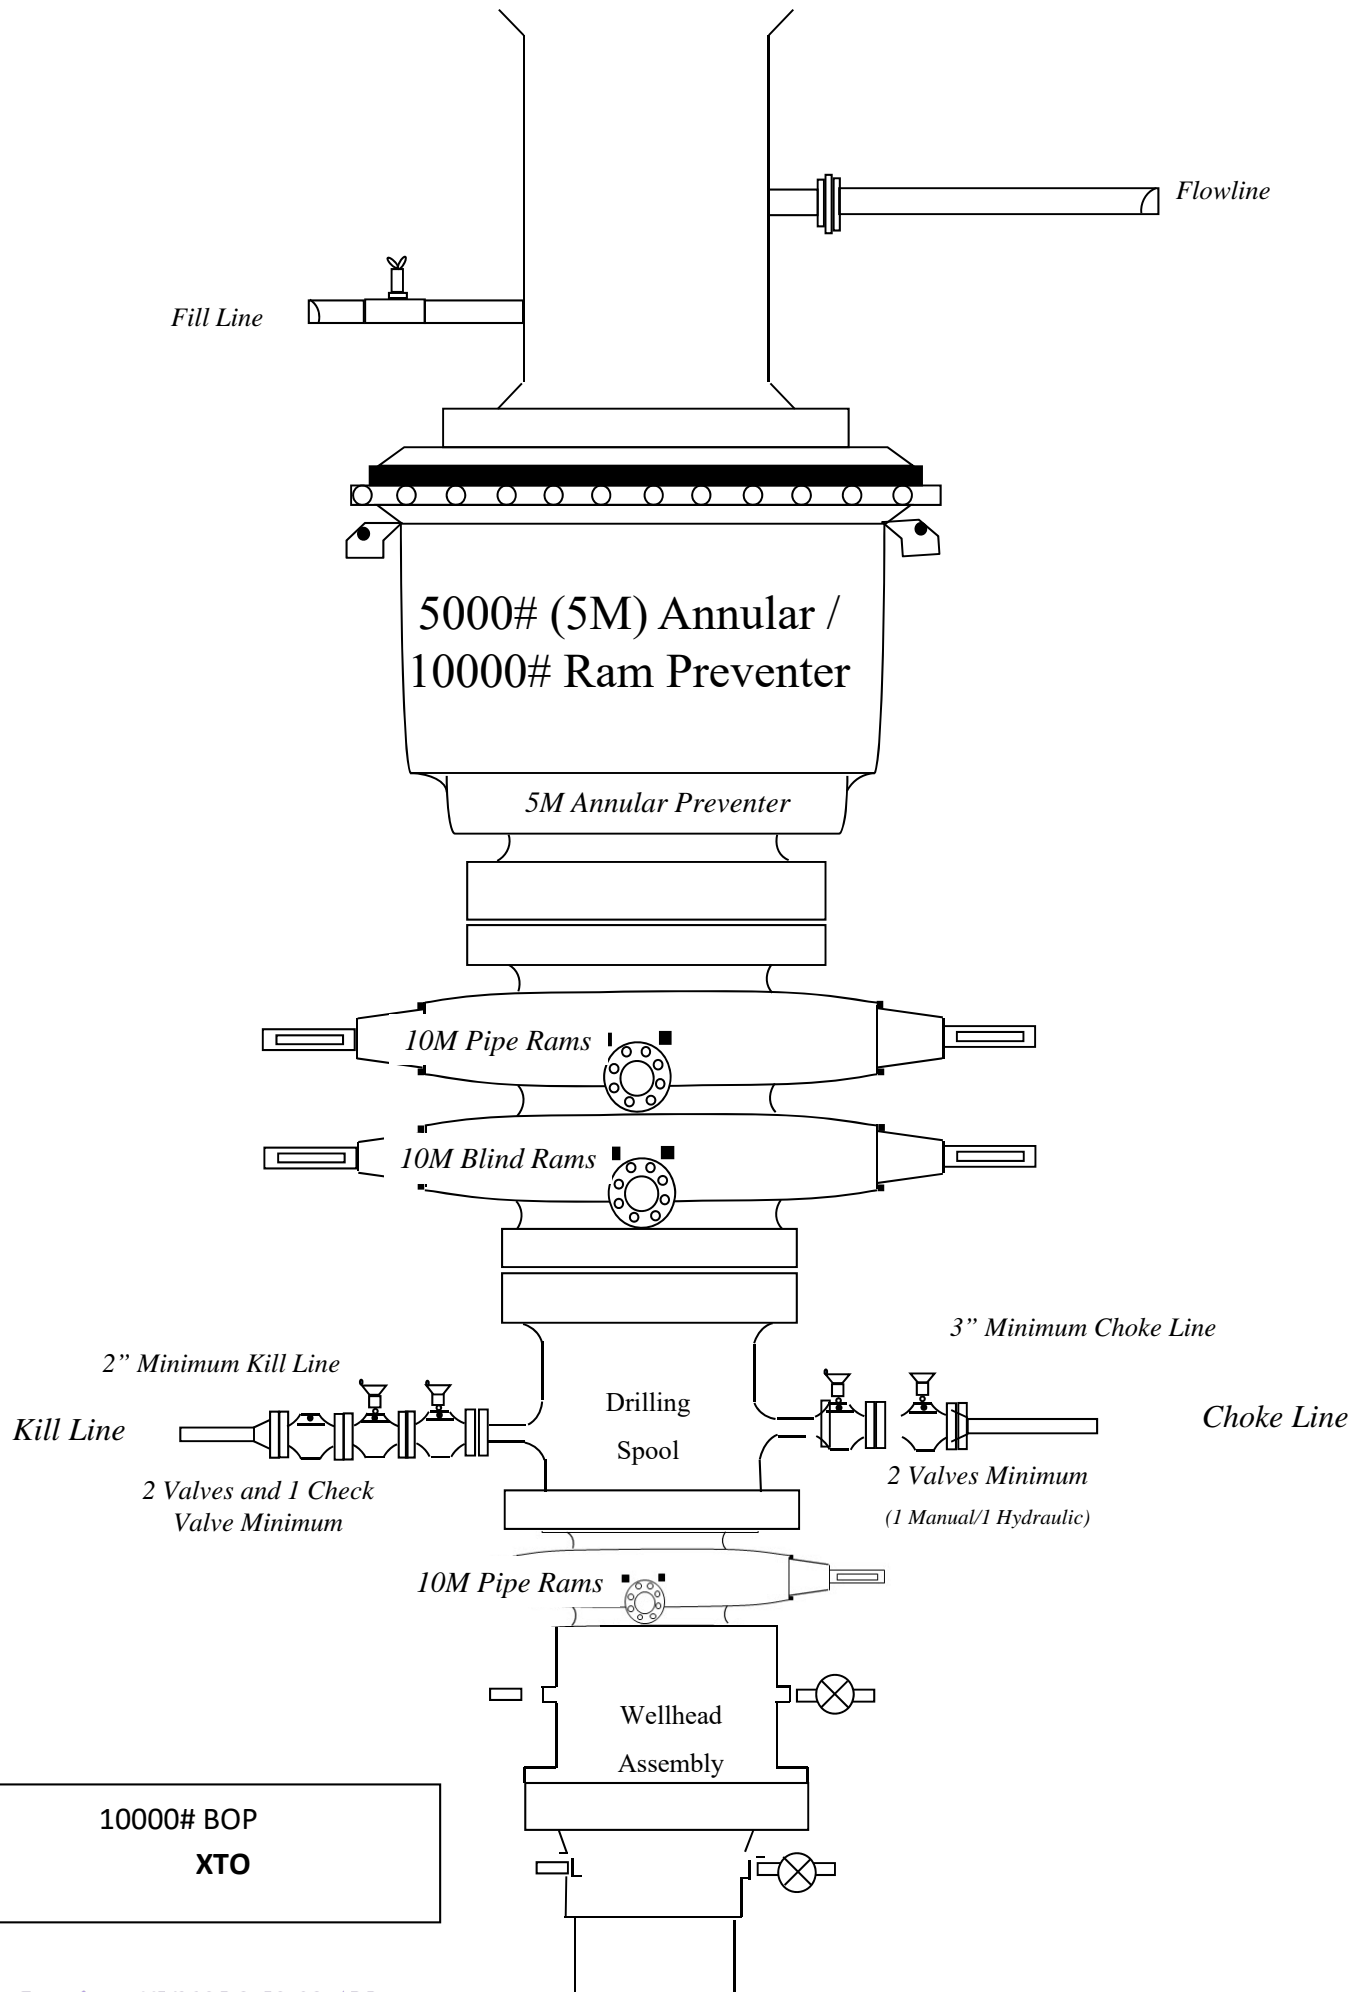 Flowline
Fill Line
5000# (5M) Annular /
10000# Ram Preventer
5M Annular Preventer
10M Pipe Rams
10M Blind Rams
3” Minimum Choke Line
2” Minimum Kill Line
Drilling
Spool
Kill Line
Choke Line
2 Valves and 1 Check
Valve Minimum
2 Valves Minimum
(1 Manual/1 Hydraulic)
10M Pipe Rams
Wellhead
Assembly
10000# BOP
XTO